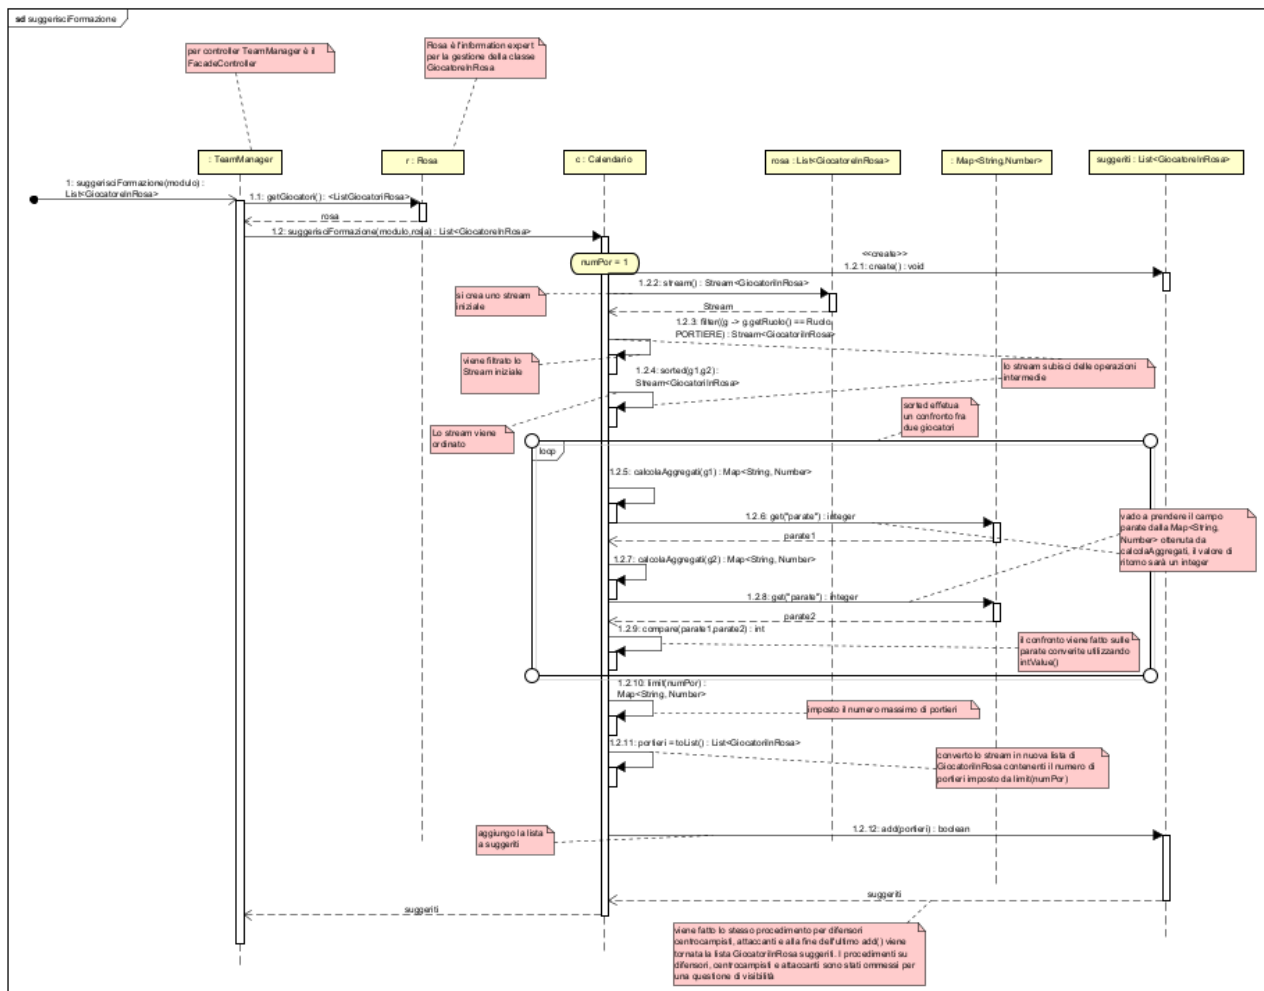 sd suggerisciFormazione
per controller TeamManager è il
FacadeController
Rosa è l'information expert
per la gestione della classe
GiocatoreInRosa
: TeamManager
r : Rosa
c : Calendario
rosa : List<GiocatoreInRosa>
: Map<String,Number>
suggeriti : List<GiocatoreInRosa>
1: suggerisciFormazione(modulo) :
List<GiocatoreInRosa>
1.1: getGiocatori() : <ListGiocatoriRosa>
rosa
1.2: suggerisciFormazione(modulo,rosa) : List<GiocatoreInRosa>
numPor = 1
<<create>>
1.2.1: create() : void
1.2.2: stream() : Stream<GiocatoriInRosa>
si crea uno stream
iniziale
Stream
1.2.3: filter((g -> g.getRuolo() == Ruolo.
PORTIERE) : Stream<GiocatoriInRosa>
viene filtrato lo
Stream iniziale
1.2.4: sorted(g1,g2) :
Stream<GiocatoriInRosa>
lo stream subisci delle operazioni
intermedie
sorted effetua
un confronto fra
due giocatori
Lo stream viene
ordinato
loop
1.2.5: calcolaAggregati(g1) : Map<String, Number>
1.2.6: get("parate") : integer
parate1
vado a prendere il campo
parate dalla Map<String,
Number> ottenuta da
calcolaAggregati, il valore di
ritorno sarà un integer
1.2.7: calcolaAggregati(g2) : Map<String, Number>
1.2.8: get("parate") : integer
parate2
1.2.9: compare(parate1,parate2) : int
il confronto viene fatto sulle
parate converite utilizzando
intValue()
1.2.10: limit(numPor) :
Map<String, Number>
imposto il numero massimo di portieri
1.2.11: portieri = toList() : List<GiocatoriInRosa>
converto lo stream in nuova lista di
GiocatoriInRosa contenenti il numero di
portieri imposto da limit(numPor)
aggiungo la lista
a suggeriti
1.2.12: add(portieri) : boolean
suggeriti
suggeriti
viene fatto lo stesso procedimento per difensori
centrocampisti, attaccanti e alla fine dell'ultimo add() viene
tornata la lista GiocatoriInRosa suggeriti. I procedimenti su
difensori, centrocampisti e attaccanti sono stati ommessi per
una questione di visibilità